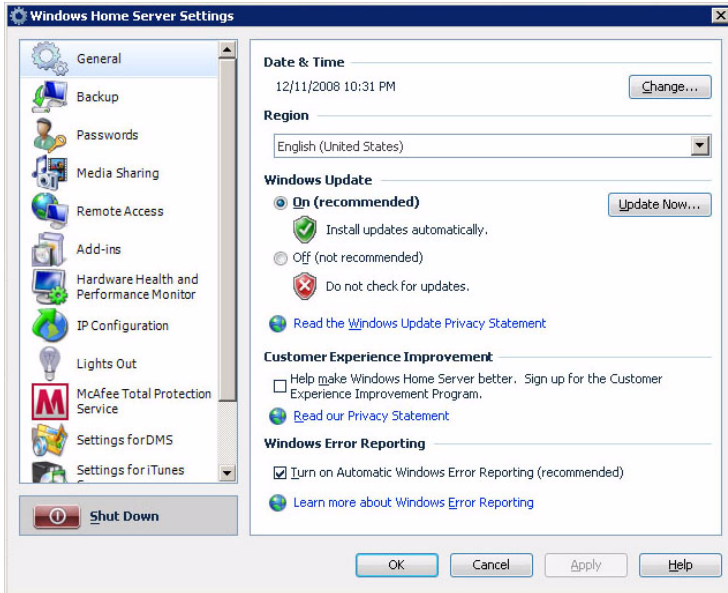 Windows Home Server Settings
General
Backup
Passwords
Media Sharing
Remote Access
Add-ins
Hardware Health and
Performance Monitor
IP Configuration
Lights Out
McAfee Total Protection
Service
Settings for DMS
Settings for iTunes
Shut Down
Date & Time
12/11/2008 10:31 PM
Change...
Region
English (United States)
Windows Update
On (recommended)
Update Now...
Install updates automatically.
Off (not recommended)
Do not check for updates.
Read the Windows Update Privacy Statement
Customer Experience Improvement
Help make Windows Home Server better. Sign up for the Customer
Experience Improvement Program.
Read our Privacy Statement
Windows Error Reporting
Turn on Automatic Windows Error Reporting (recommended)
Learn more about Windows Error Reporting
OK
Cancel
Apply
Help